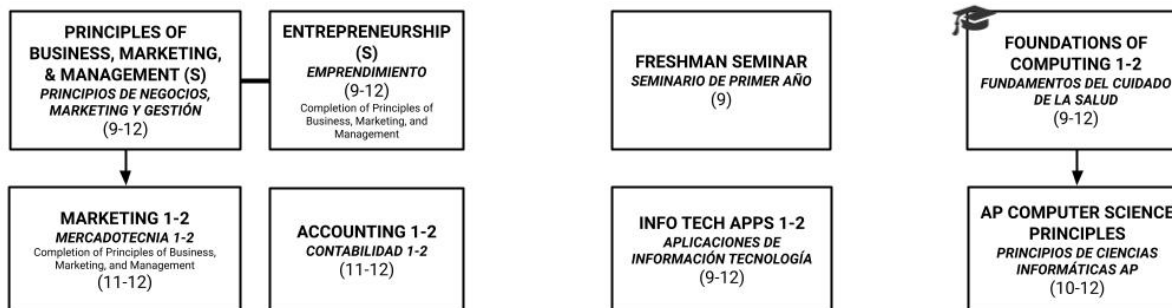 PRINCIPLES OF
BUSINESS, MARKETING,
& MANAGEMENT (S)
PRINCIPIOS DE NEGOCIOS,
MARKETING Y GESTIÓN
(9-12)
ENTREPRENEURSHIP
(S)
EMPRENDIMIENTO
(9-12)
Completion of Principles of
Business, Marketing, and
Management
FRESHMAN SEMINAR
SEMINARIO DE PRIMER AÑO
(9)
FOUNDATIONS OF
COMPUTING 1-2
FUNDAMENTOS DEL CUIDADO
DE LA SALUD
(9-12)
MARKETING 1-2
MERCADOTECNIA 1-2
Completion of Principles of Business,
Marketing, and Management
(11-12)
ACCOUNTING 1-2
CONTABILIDAD 1-2
(11-12)
INFO TECH APPS 1-2
APLICACIONES DE
INFORMACIÓN TECNOLOGÍA
(9-12)
AP COMPUTER SCIENCE
PRINCIPLES
PRINCIPIOS DE CIENCIAS
INFORMÁTICAS AP
(10-12)